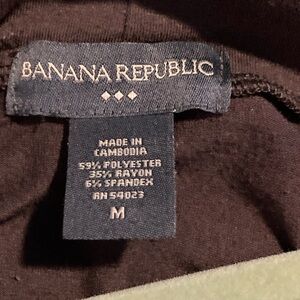 BANANA REPUBLIC
MADE IN
CAMBODIA
59% POLYESTER
35% RAYON
6% SPANDEX
RN 54023
M